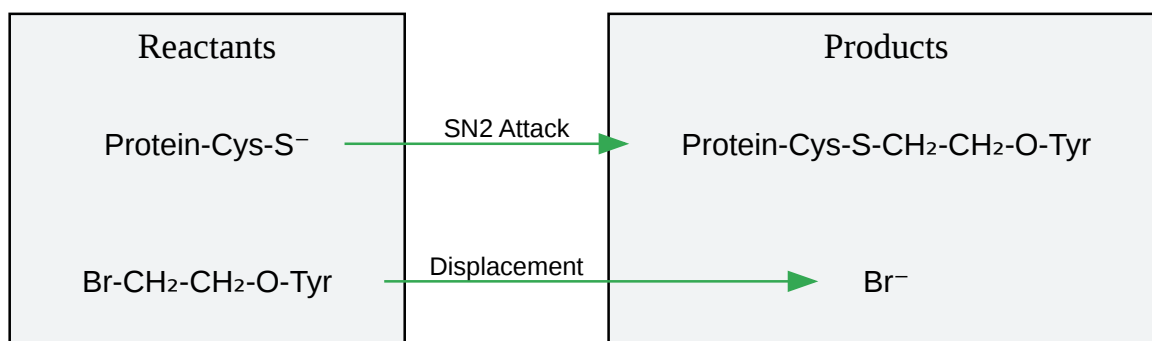 Reactants
Products
Protein-Cys-S⁻
SN2 Attack
Protein-Cys-S-CH₂-CH₂-O-Tyr
Br-CH₂-CH₂-O-Tyr
Displacement
Br⁻